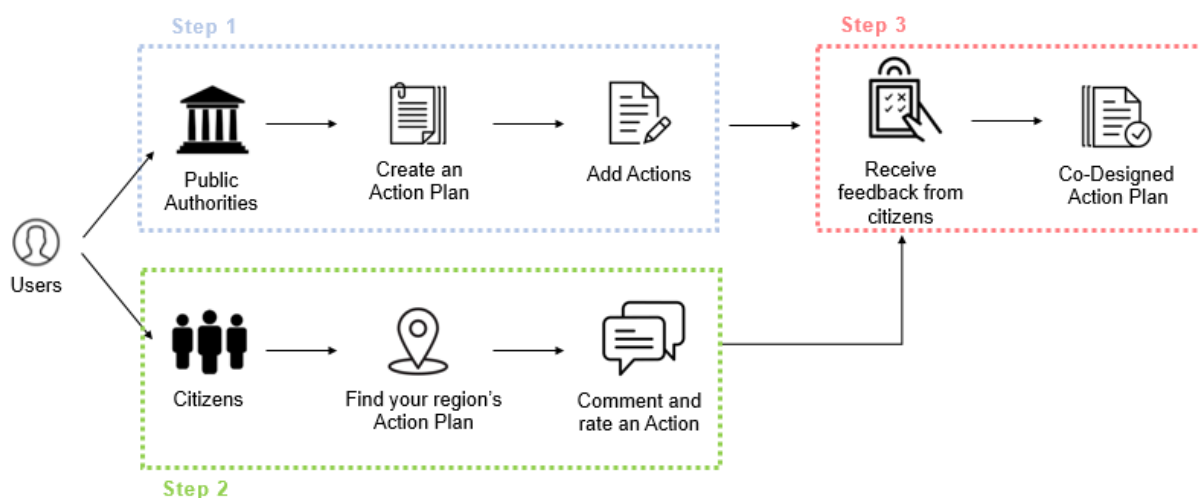 Step 1
Public
Authorities
Create an
Action Plan
Add Actions
Step 3
Receive
feedback from
citizens
Co-Designed
Action Plan
Users
Citizens
Find your region's
Action Plan
Comment and
rate an Action
Step 2